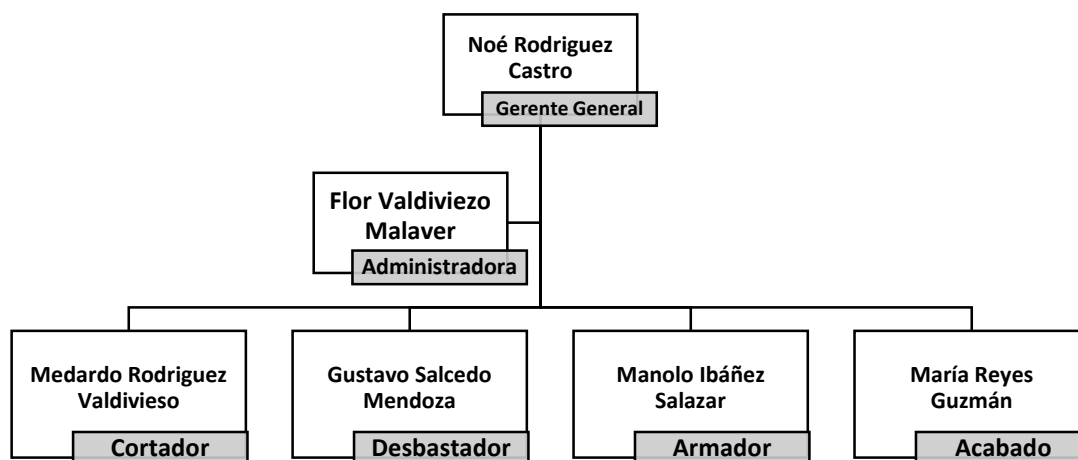 Noé Rodriguez
Castro
Gerente General
Flor Valdiviezo
Malaver
Administradora
Medardo Rodriguez
Valdivieso
Cortador
Gustavo Salcedo
Mendoza
Desbastador
Manolo Ibáñez
Salazar
Armador
María Reyes
Guzmán
Acabado